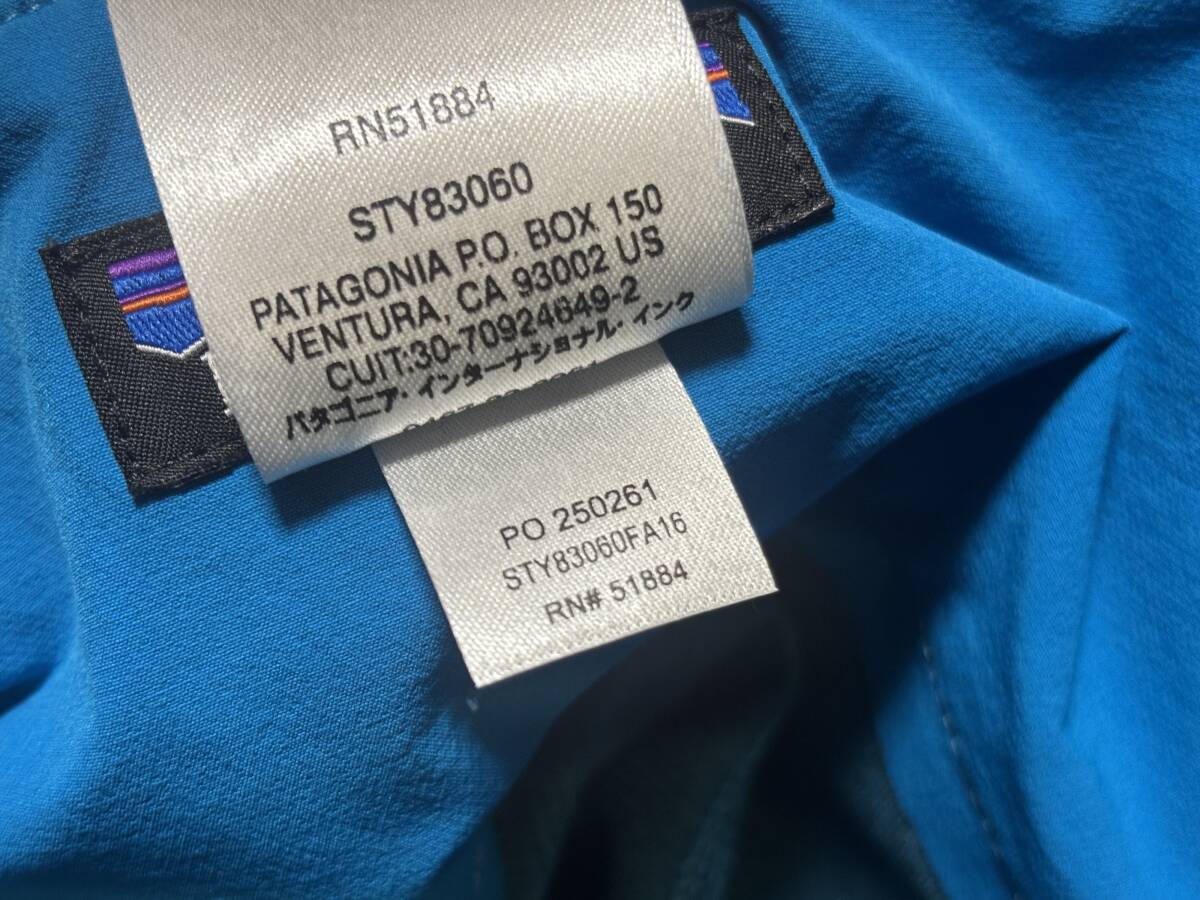 RN51884
STY83060
PATAGONIA P.O. BOX 150
VENTURA, CA 93002 US
CUIT:30-70924649-2
パタゴニア・インターナショナル・インク
PO 250261
STY83060FA16
RN# 51884